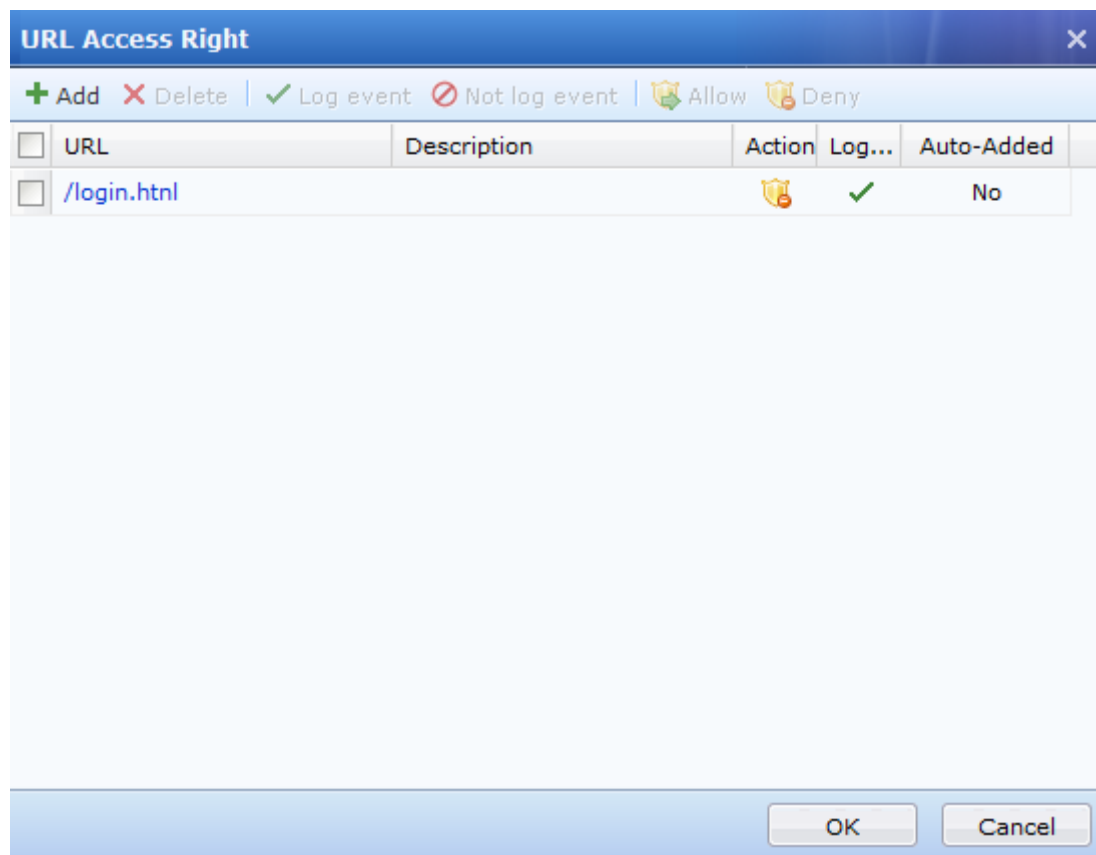 URL Access Right
Add Delete Log event Not log event Allow Deny
URL Description Action Log... Auto-Added
/login.htnl No
OK Cancel